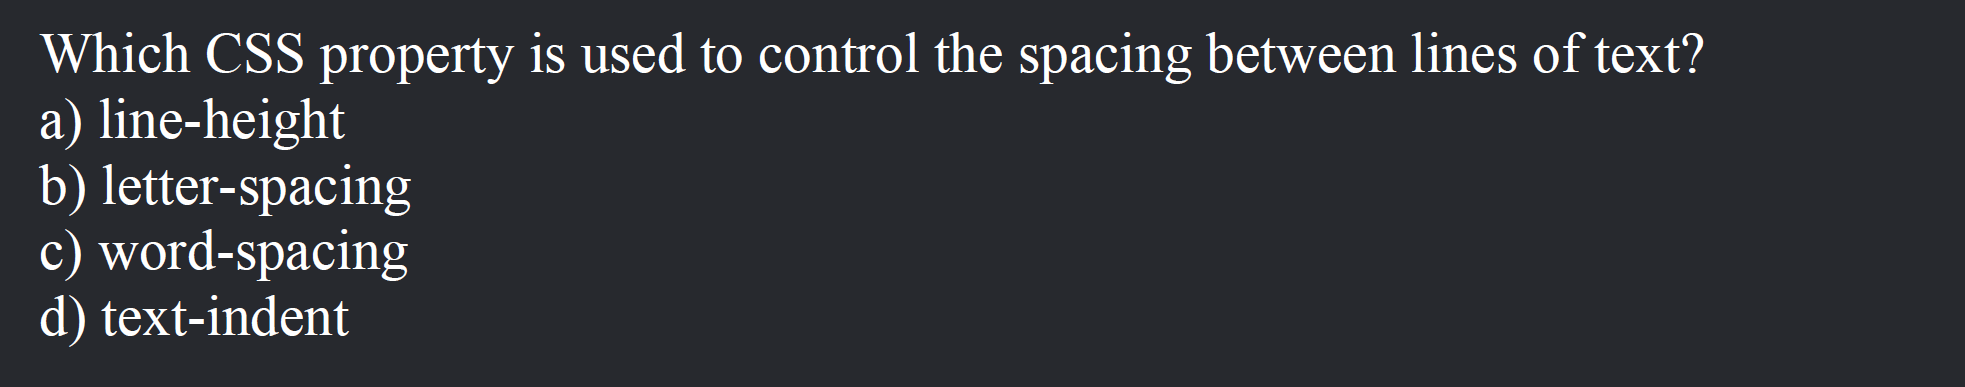 Which CSS property is used to control the spacing between lines of text?
a) line-height
b) letter-spacing
c) word-spacing
d) text-indent